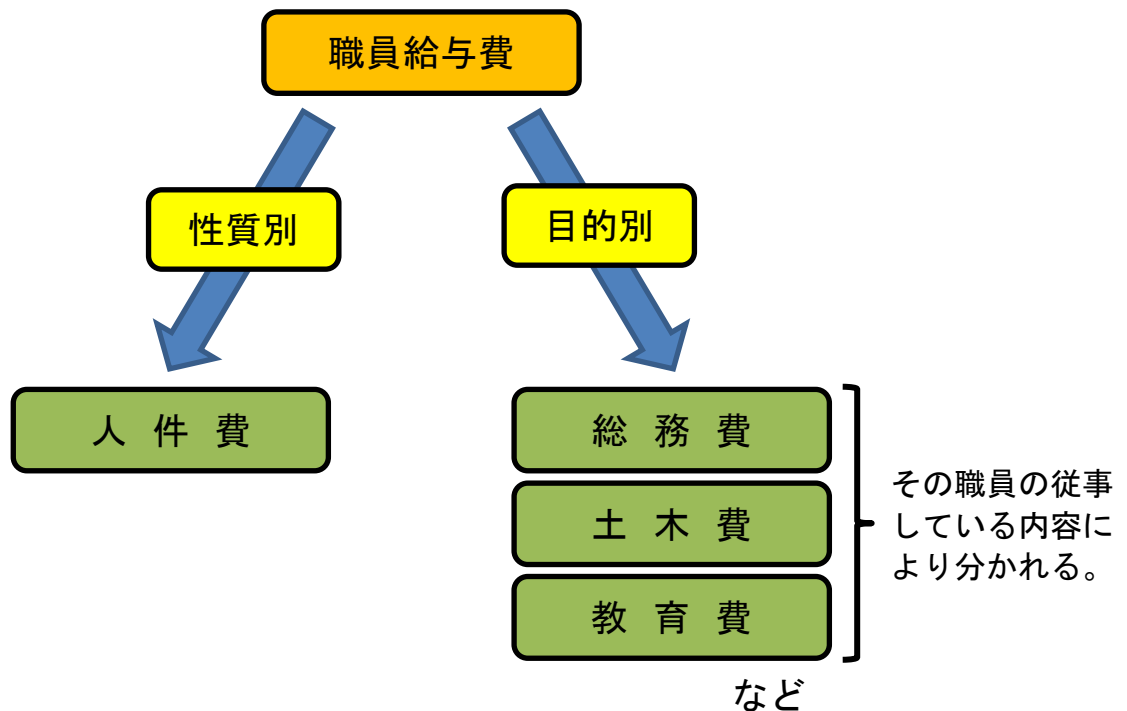 職員給与費
性質別
目的別
人件費
総務費
土木費
教育費
など
その職員の従事
している内容に
より分かれる。